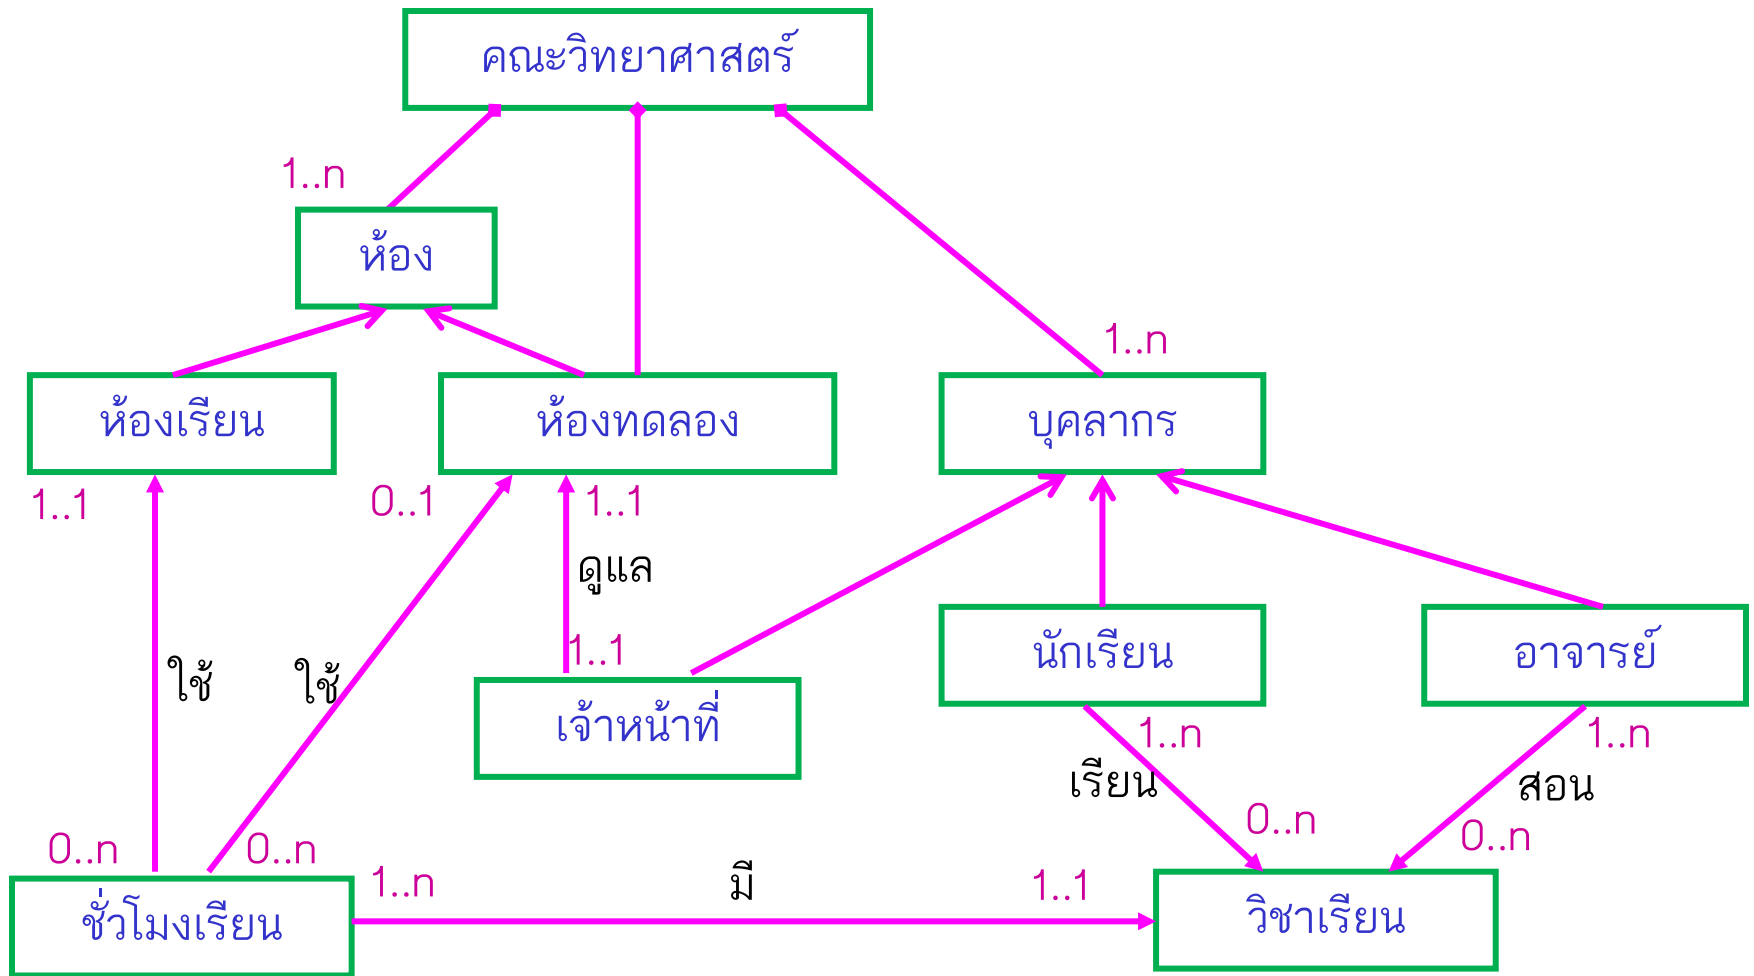 คณะวิทยาศาสตร์
1..n
ห้อง
1..n
ห้องเรียน
ห้องทดลอง
บุคลากร
1..1
0..1
1..1
ดูแล
1..1
นักเรียน
อาจารย์
ใช้
ใช้
เจ้าหน้าที่
1..n
1..n
เรียน
สอน
0..n
0..n
0..n
0..n
1..n
มี
1..1
ชั่วโมงเรียน
วิชาเรียน